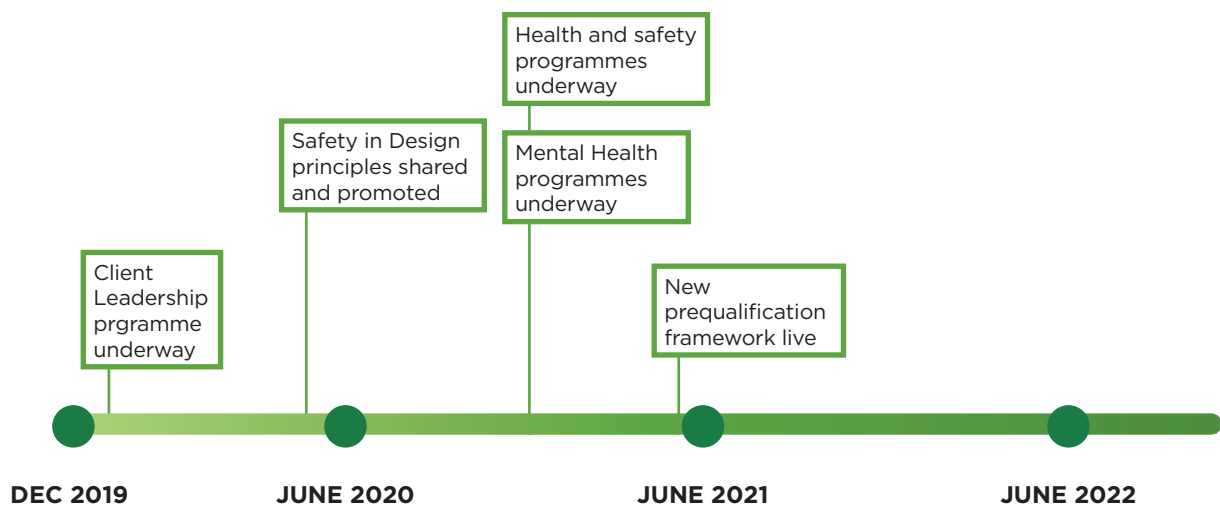 Health and safety
programmes
underway
Safety in Design
principles shared
and promoted
Mental Health
programmes
underway
Client
Leadership
prgramme
underway
New
prequalification
framework live
DEC 2019
JUNE 2020
JUNE 2021
JUNE 2022